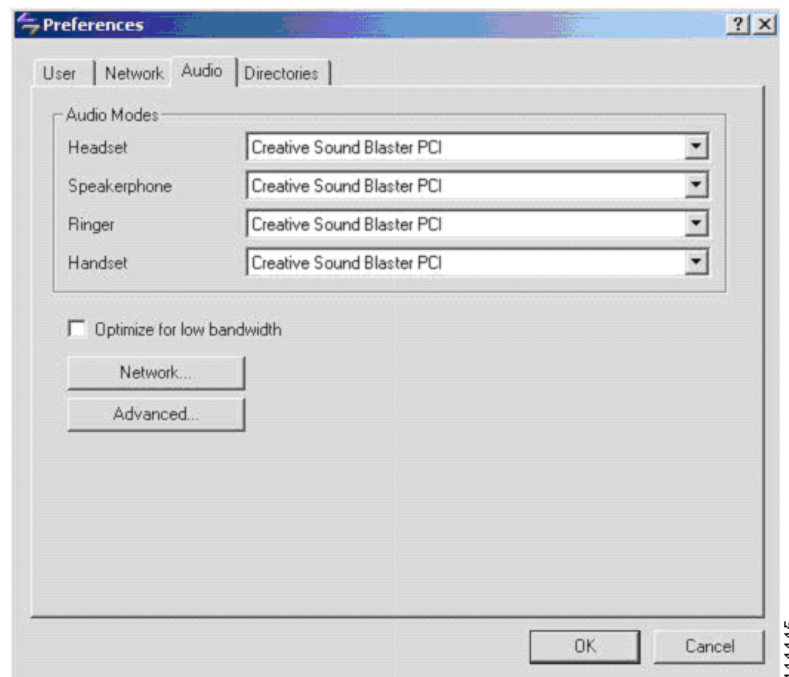 Preferences
User Network Audio Directories
Audio Modes
Headset Creative Sound Blaster PCI
Speakerphone Creative Sound Blaster PCI
Ringer Creative Sound Blaster PCI
Handset Creative Sound Blaster PCI
Optimize for low bandwidth
Network...
Advanced...
OK Cancel